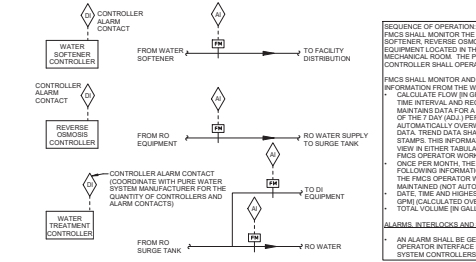 DI
CONTROLLER
ALARM
CONTACT
WATER
SOFTENER
CONTROLLER
AI
FM
FROM WATER
SOFTENER
TO FACILITY
DISTRIBUTION
CONTROLLER
ALARM
CONTACT
DI
REVERSE
OSMOSIS
CONTROLLER
AI
FM
FROM RO
EQUIPMENT
RO WATER SUPPLY
TO SURGE TANK
CONTROLLER ALARM CONTACT
(COORDINATE WITH PURE WATER
SYSTEM MANUFACTURER FOR THE
QUANTITY OF CONTROLLERS AND
ALARM CONTACTS)
DI
WATER
TREATMENT
CONTROLLER
AI
FM
TO DI
EQUIPMENT
AI
FM
FROM RO
SURGE TANK
RO WATER
SEQUENCE OF OPERATION:
FMCS SHALL MONITOR THE
SOFTENER, REVERSE OSMO
EQUIPMENT LOCATED IN TH
MECHANICAL ROOM THE P
CONTROLLER SHALL OPERA
FMCS SHALL MONITOR AND
INFORMATION FROM THE W
• CALCULATE FLOW [IN G
TIME INTERVAL AND REC
MAINTAINS DATA FOR A
OF THE 7 DAY (ADJ.) PER
AUTOMATICALLY OVERW
DATA. TREND DATA SHA
STAMPS. THIS INFORMA
VIEW IN EITHER TABULA
FMCS OPERATOR WORK
• ONCE PER MONTH, THE
FOLLOWING INFORMATI
THE FMCS OPERATOR W
MAINTAINED (NOT AUTO
• DATE, TIME AND HIGHES
GPM] (CALCULATED OVE
• TOTAL VOLUME [IN GALL
ALARMS, INTERLOCKS AND
• AN ALARM SHALL BE GE
OPERATOR INTERFACE
SYSTEM CONTROLLERS